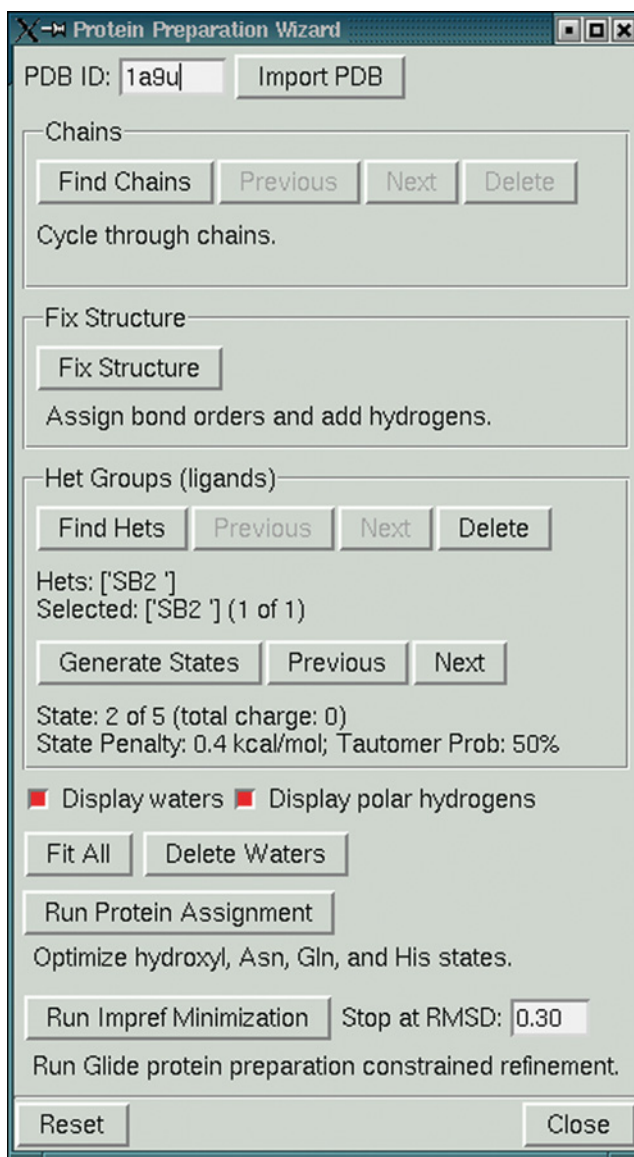 Protein Preparation Wizard
PDB ID: 1a9u Import PDB
Chains
Find Chains Previous Next Delete
Cycle through chains.
Fix Structure
Fix Structure
Assign bond orders and add hydrogens.
Het Groups (ligands)
Find Hets Previous Next Delete
Hets: ['SB2 ']
Selected: ['SB2 '] (1 of 1)
Generate States Previous Next
State: 2 of 5 (total charge: 0)
State Penalty: 0.4 kcal/mol; Tautomer Prob: 50%
Display waters Display polar hydrogens
Fit All Delete Waters
Run Protein Assignment
Optimize hydroxyl, Asn, Gln, and His states.
Run Impref Minimization Stop at RMSD: 0.30
Run Glide protein preparation constrained refinement.
Reset Close